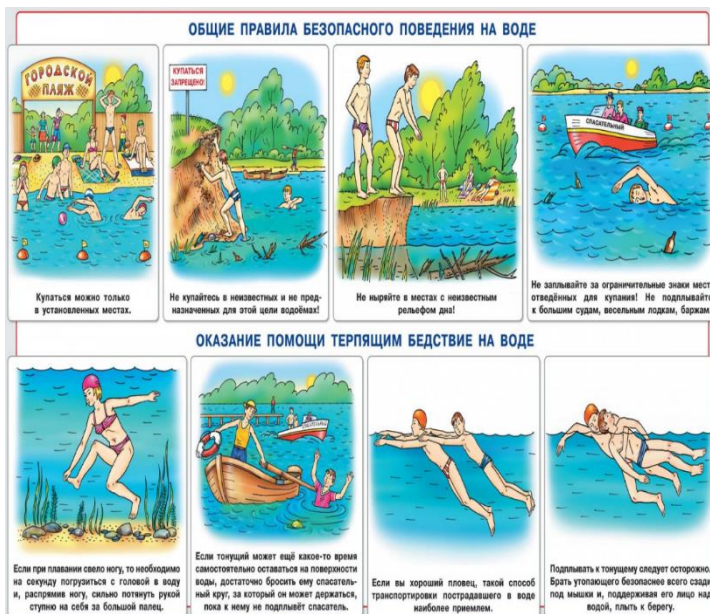 ОБЩИЕ ПРАВИЛА БЕЗОПАСНОГО ПОВЕДЕНИЯ НА ВОДЕ
ГОРОДСКОЙ
ПЛЯЖ
КУПАТЬСЯ
ЗАПРЕЩЕНО!
СПАСАТЕЛЬНЫЙ
Купаться можно только
в установленных местах.
Не купайтесь в неизвестных и не пред-
назначенных для этой цели водоёмах!
Не ныряйте в местах с неизвестным
рельефом дна!
Не заплывайте за ограничительные знаки мест
отведённых для купания! Не подплывайте
к большим судам, весельным лодкам, баржам
ОКАЗАНИЕ ПОМОЩИ ТЕРПЯЩИМ БЕДСТВИЕ НА ВОДЕ
Если при плавании свело ногу, то необходимо
на секунду погрузиться с головой в воду
и, распрямив ногу, сильно потянуть рукой
ступню на себя за большой палец.
Если тонущий может ещё какое-то время
самостоятельно оставаться на поверхности
воды, достаточно бросить ему спасатель-
ный круг, за который он может держаться,
пока к нему не подплывёт спасатель.
Если вы хороший пловец, такой способ
транспортировки пострадавшего в воде
наиболее приемлем.
Подплывать к тонущему следует осторожно.
Брать утопающего безопаснее всего сзади
под мышки и, поддерживая его лицо над
водой, плыть к берегу.